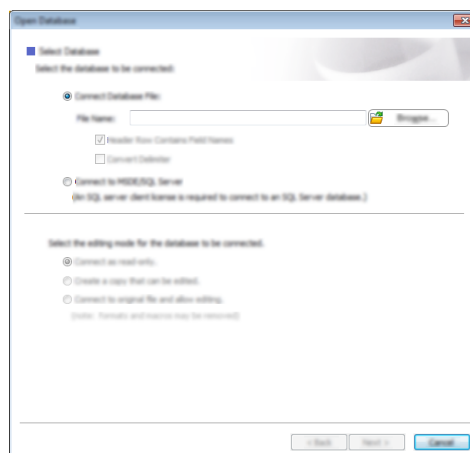 Open Database
Select Database
Select the database to be connected:
Connect Database File:
File Name:
Browse...
Header Row Contains Field Names
Convert Delimiter
Connect to MSDE/SQL Server
(An SQL server client license is required to connect to an SQL Server database.)
Select the editing mode for the database to be connected.
Connect as read-only.
Create a copy that can be edited.
Connect to original file and allow editing.
(note: Formats and macros may be removed)
< Back
Next >
Cancel